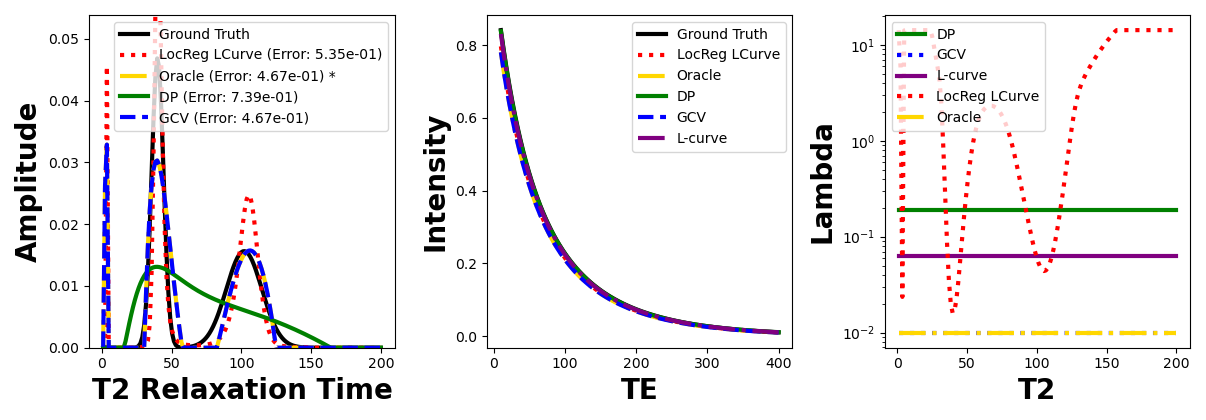 Amplitude
0.05
0.04
0.03
0.02
0.01
0.00
0
50
100
150
200
T2 Relaxation Time
Ground Truth
LocReg LCurve (Error: 5.35e-01)
Oracle (Error: 4.67e-01) *
DP (Error: 7.39e-01)
GCV (Error: 4.67e-01)
Intensity
0.8
0.6
0.4
0.2
0.0
0
100
200
300
400
TE
Ground Truth
LocReg LCurve
Oracle
DP
GCV
L-curve
Lambda
10¹
10⁰
10⁻¹
10⁻²
0
50
100
150
200
T2
DP
GCV
L-curve
LocReg LCurve
Oracle